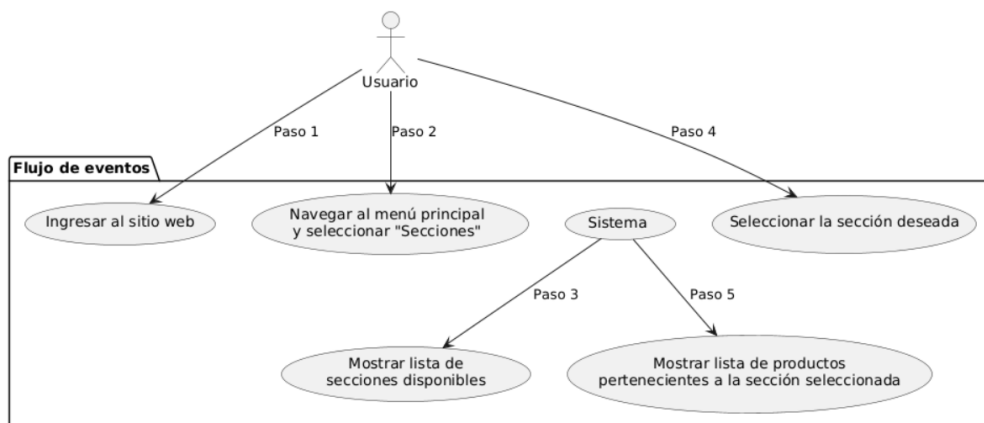 Usuario
Paso 1
Paso 2
Paso 4
Flujo de eventos
Ingresar al sitio web
Navegar al menú principal
y seleccionar "Secciones"
Sistema
Seleccionar la sección deseada
Paso 3
Paso 5
Mostrar lista de
secciones disponibles
Mostrar lista de productos
pertenecientes a la sección seleccionada